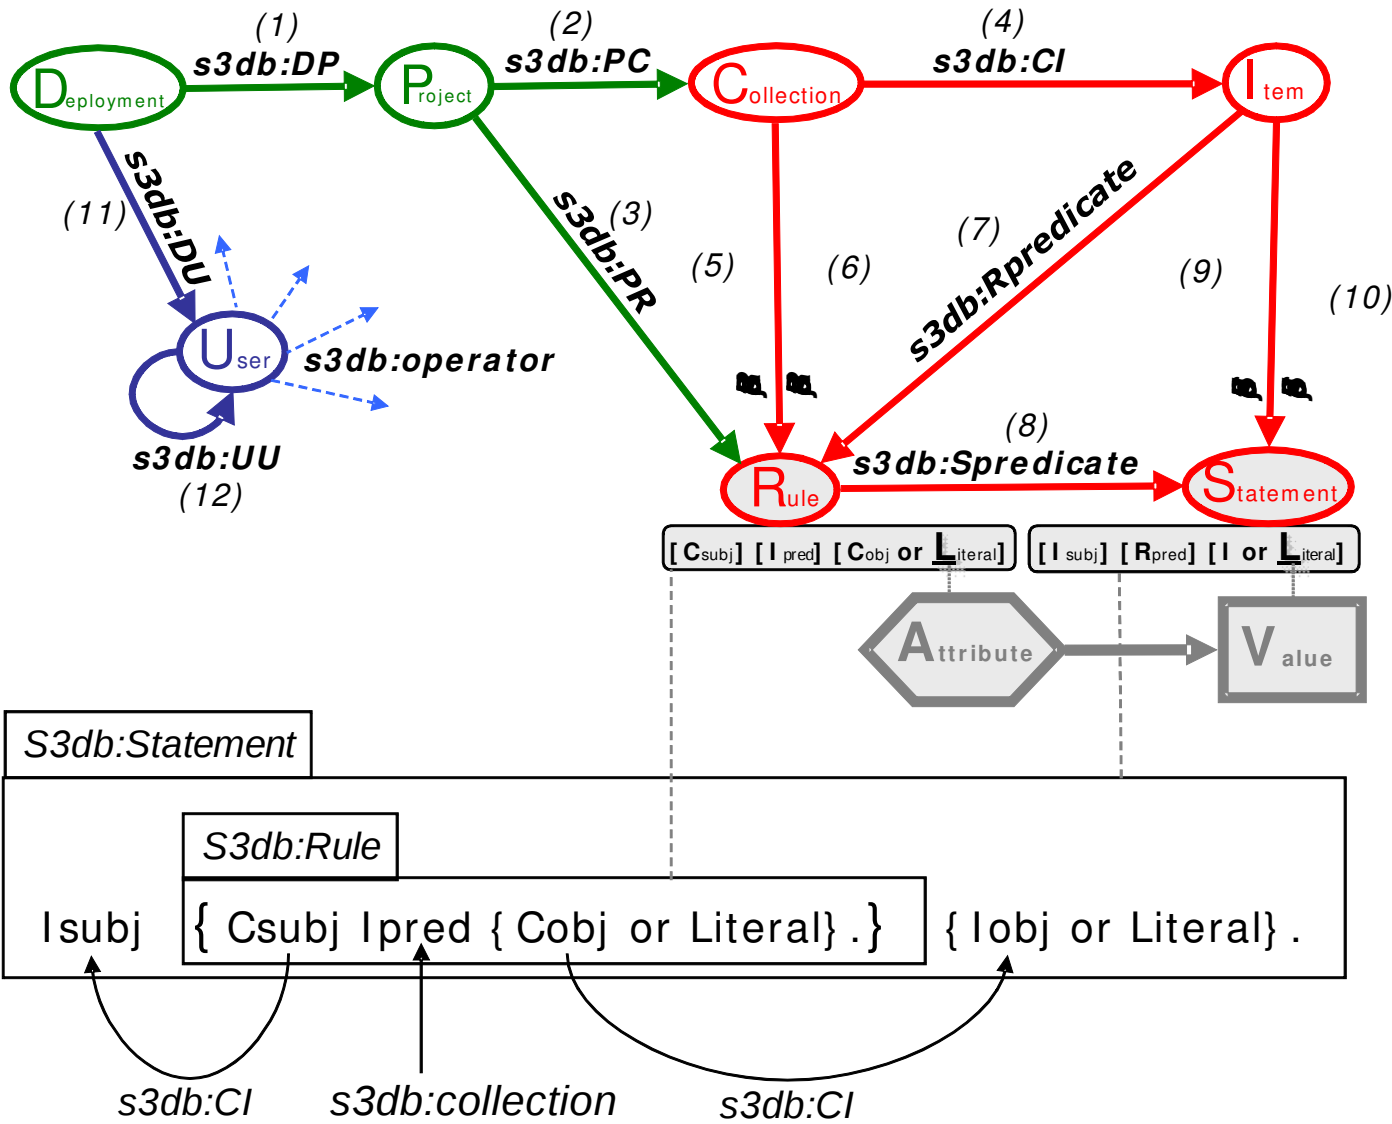 (1)
(2)
(4)
s3db:DP
s3db:PC
s3db:CI
Deployment
Project
Collection
Item
s3db:DU
(11)
s3db:PR
(3)
(5)
(6)
(7)
s3db:Rpredicate
(9)
(10)
User
s3db:operator
s3db:UU
(12)
(8)
s3db:Spredicate
Rule
Statement
[ Csubj] [ I pred] [ Cobj or Literal]
[ I subj] [ Rpred] [ I or Literal]
Attribute
Value
S3db:Statement
S3db:Rule
Isubj { Csubj Ipred { Cobj or Literal} . } { Iobj or Literal} .
s3db:CI
s3db:collection
s3db:CI